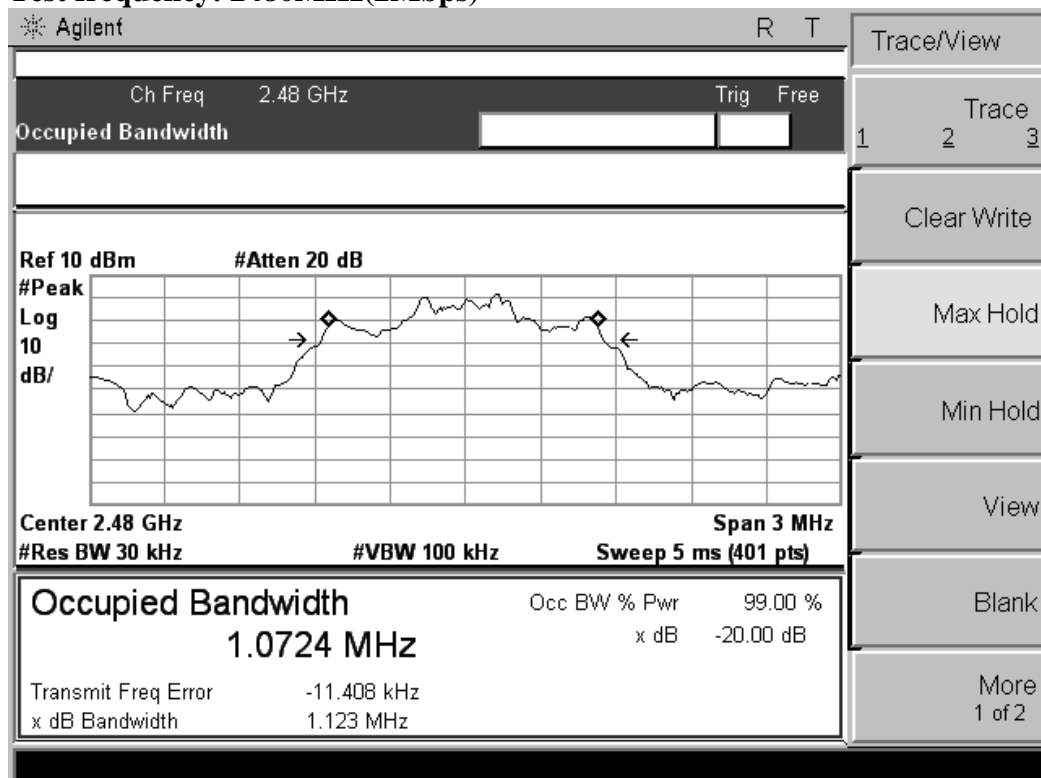 Test frequency: 2480MHz(2Mbps)
Agilent R T
Ch Freq 2.48 GHz Trig Free
Occupied Bandwidth
Ref 10 dBm #Atten 20 dB
#Peak
Log
10
dB/
Center 2.48 GHz Span 3 MHz
#Res BW 30 kHz #VBW 100 kHz Sweep 5 ms (401 pts)
Occupied Bandwidth Occ BW % Pwr 99.00 %
1.0724 MHz x dB -20.00 dB
Transmit Freq Error -11.408 kHz
x dB Bandwidth 1.123 MHz
Trace/View
Trace
1 2 3
Clear Write
Max Hold
Min Hold
View
Blank
More
1 of 2